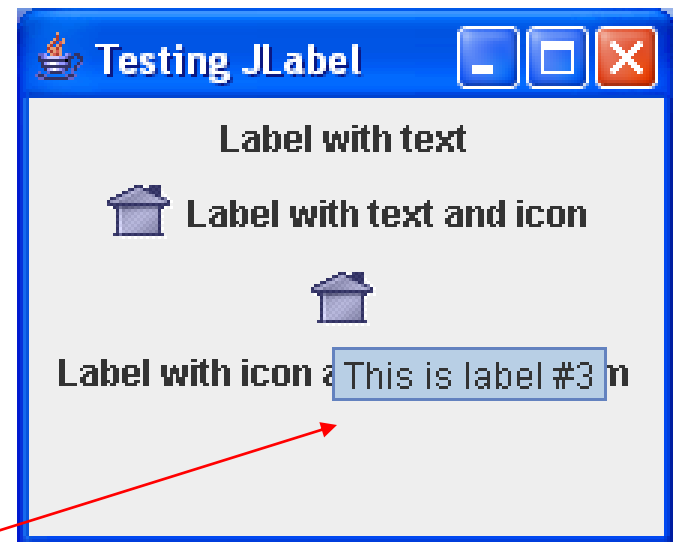 Testing JLabel
Label with text
Label with text and icon
Label with icon
This is label #3